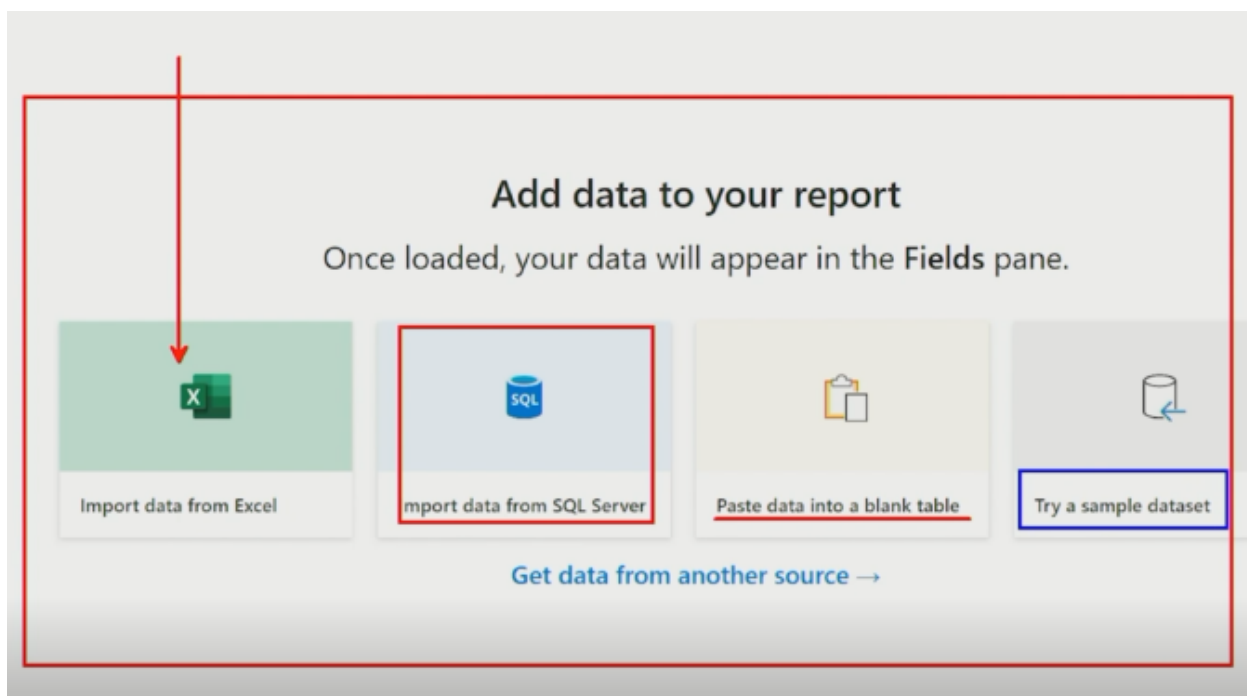 Add data to your report
Once loaded, your data will appear in the Fields pane.
X
SQL
Import data from Excel
mport data from SQL Server
Paste data into a blank table
Try a sample dataset
Get data from another source →